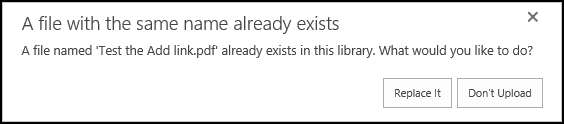 A file with the same name already exists
A file named 'Test the Add link.pdf' already exists in this library. What would you like to do?
Replace It
Don't Upload